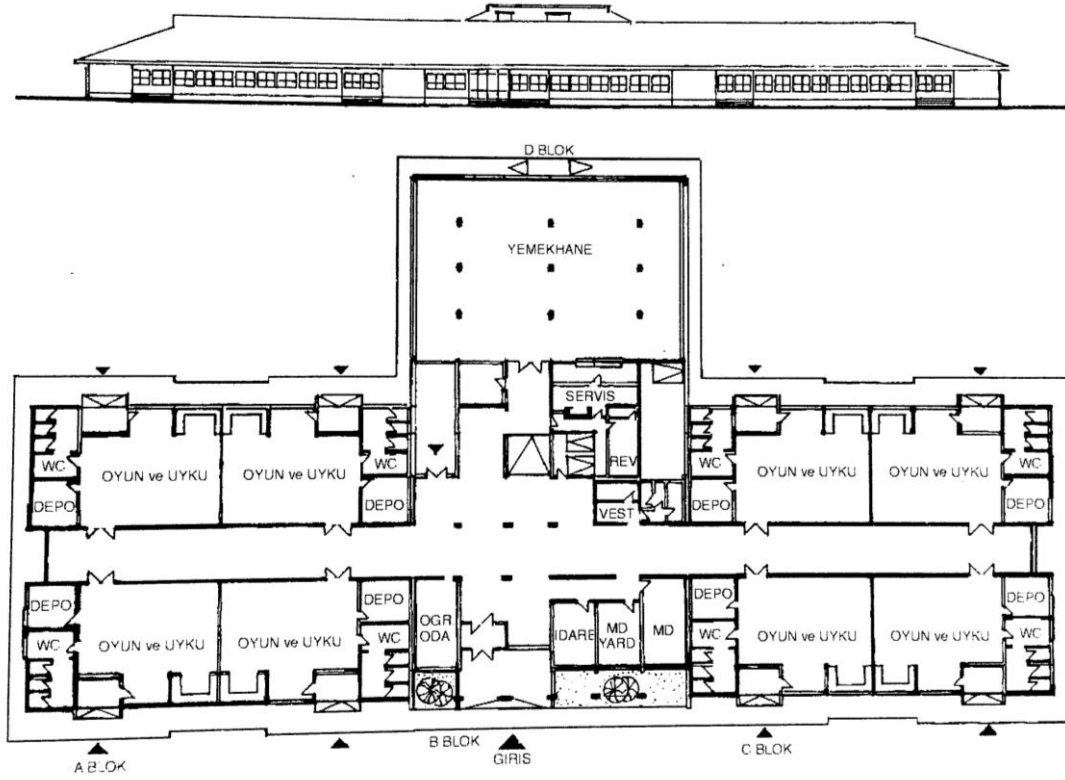 D BLOK
YEMEKHANE
SERVIS
WC
OYUN ve UYKU
OYUN ve UYKU
WC
REV
WC
OYUN ve UYKU
OYUN ve UYKU
WC
DEPO
DEPO
VEST
DEPO
DEPO
DEPO
DEPO
DEPO
DEPO
OGR
ODA
WC
OYUN ve UYKU
OYUN ve UYKU
WC
IDARE
MD
YARD
MD
WC
OYUN ve UYKU
OYUN ve UYKU
WC
A BLOK
B BLOK
GIRIS
C BLOK